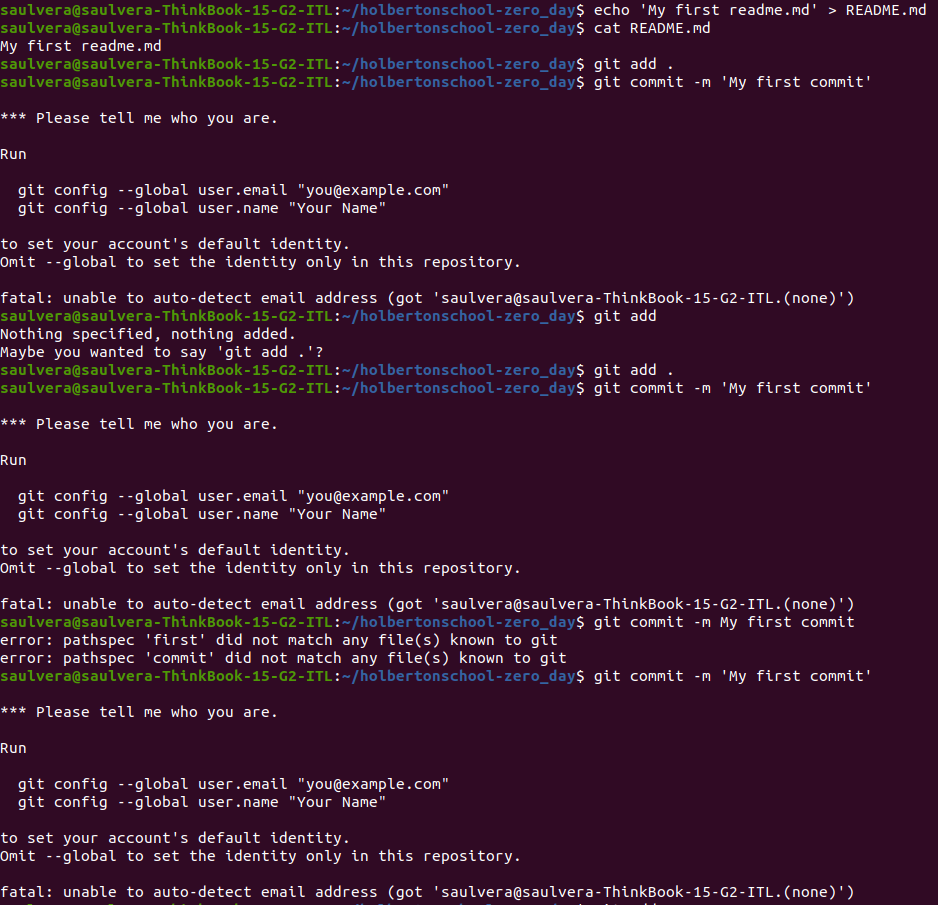 saulvera@saulvera-ThinkBook-15-G2-ITL:~/holbertonschool-zero_day$ echo 'My first readme.md' > README.md
saulvera@saulvera-ThinkBook-15-G2-ITL:~/holbertonschool-zero_day$ cat README.md
My first readme.md
saulvera@saulvera-ThinkBook-15-G2-ITL:~/holbertonschool-zero_day$ git add .
saulvera@saulvera-ThinkBook-15-G2-ITL:~/holbertonschool-zero_day$ git commit -m 'My first commit'

*** Please tell me who you are.

Run

  git config --global user.email "you@example.com"
  git config --global user.name "Your Name"

to set your account's default identity.
Omit --global to set the identity only in this repository.

fatal: unable to auto-detect email address (got 'saulvera@saulvera-ThinkBook-15-G2-ITL.(none)')
saulvera@saulvera-ThinkBook-15-G2-ITL:~/holbertonschool-zero_day$ git add
Nothing specified, nothing added.
Maybe you wanted to say 'git add .'?
saulvera@saulvera-ThinkBook-15-G2-ITL:~/holbertonschool-zero_day$ git add .
saulvera@saulvera-ThinkBook-15-G2-ITL:~/holbertonschool-zero_day$ git commit -m 'My first commit'

*** Please tell me who you are.

Run

  git config --global user.email "you@example.com"
  git config --global user.name "Your Name"

to set your account's default identity.
Omit --global to set the identity only in this repository.

fatal: unable to auto-detect email address (got 'saulvera@saulvera-ThinkBook-15-G2-ITL.(none)')
saulvera@saulvera-ThinkBook-15-G2-ITL:~/holbertonschool-zero_day$ git commit -m My first commit
error: pathspec 'first' did not match any file(s) known to git
error: pathspec 'commit' did not match any file(s) known to git
saulvera@saulvera-ThinkBook-15-G2-ITL:~/holbertonschool-zero_day$ git commit -m 'My first commit'

*** Please tell me who you are.

Run

  git config --global user.email "you@example.com"
  git config --global user.name "Your Name"

to set your account's default identity.
Omit --global to set the identity only in this repository.

fatal: unable to auto-detect email address (got 'saulvera@saulvera-ThinkBook-15-G2-ITL.(none)')